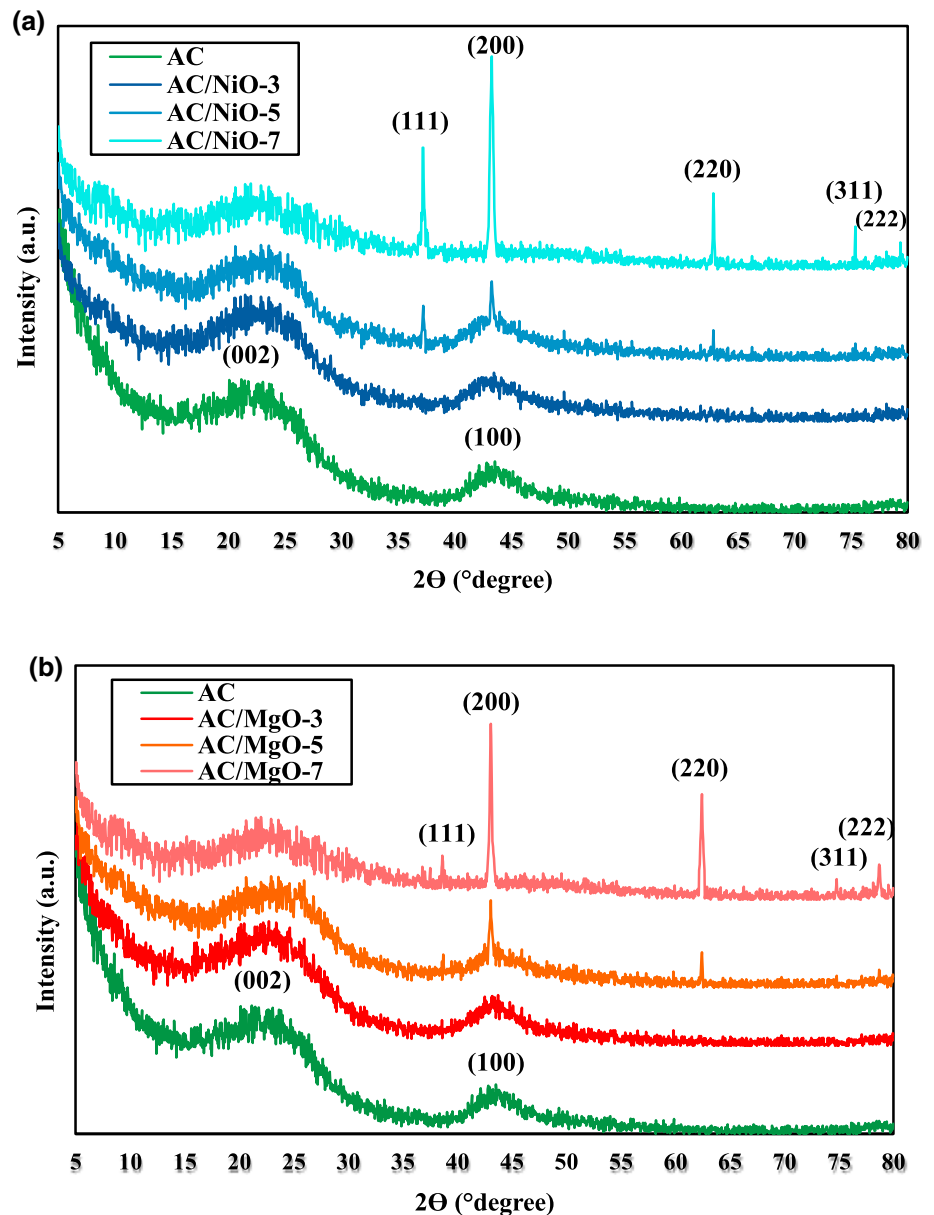 (a)
AC
AC/NiO-3
AC/NiO-5
AC/NiO-7
(200)
(111)
(220)
(311)
(222)
(002)
(100)
Intensity (a.u.)
5 10 15 20 25 30 35 40 45 50 55 60 65 70 75 80
2Ɵ (°degree)
(b)
AC
AC/MgO-3
AC/MgO-5
AC/MgO-7
(200)
(220)
(111)
(222)
(311)
(002)
(100)
Intensity (a.u.)
5 10 15 20 25 30 35 40 45 50 55 60 65 70 75 80
2Ɵ (°degree)